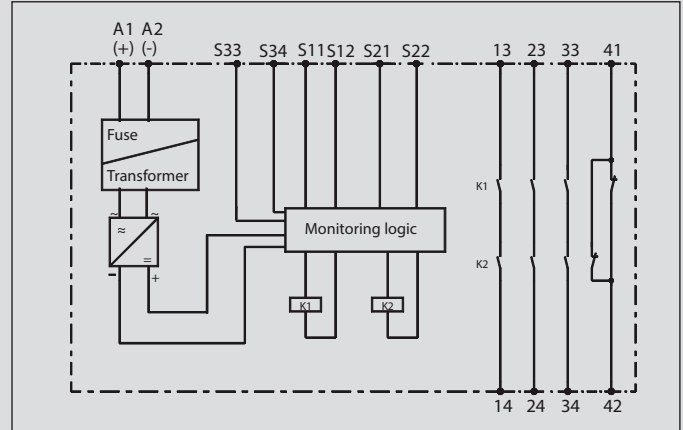 A1 A2
(+) (-) S33 S34 S11 S12 S21 S22 13 23 33 41
Fuse
Transformer
K1
~ ~
≈
Monitoring logic
=
- +
K2
K1 K2
14 24 34 42